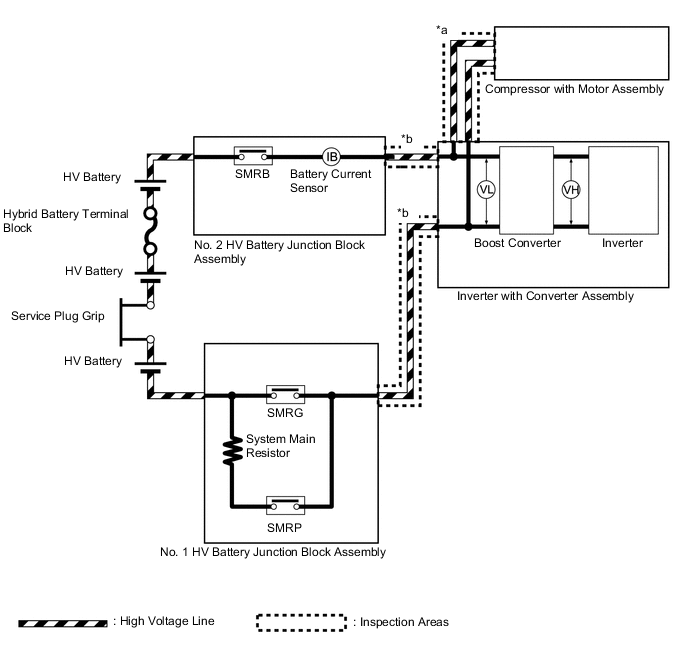 *a
Compressor with Motor Assembly
*b
IB
SMRB
Battery Current
Sensor
HV Battery
VL
VH
Hybrid Battery Terminal
Block
*b
No. 2 HV Battery Junction Block
Assembly
Boost Converter
Inverter
HV Battery
Inverter with Converter Assembly
Service Plug Grip
HV Battery
SMRG
System Main
Resistor
SMRP
No. 1 HV Battery Junction Block Assembly
: High Voltage Line
: Inspection Areas